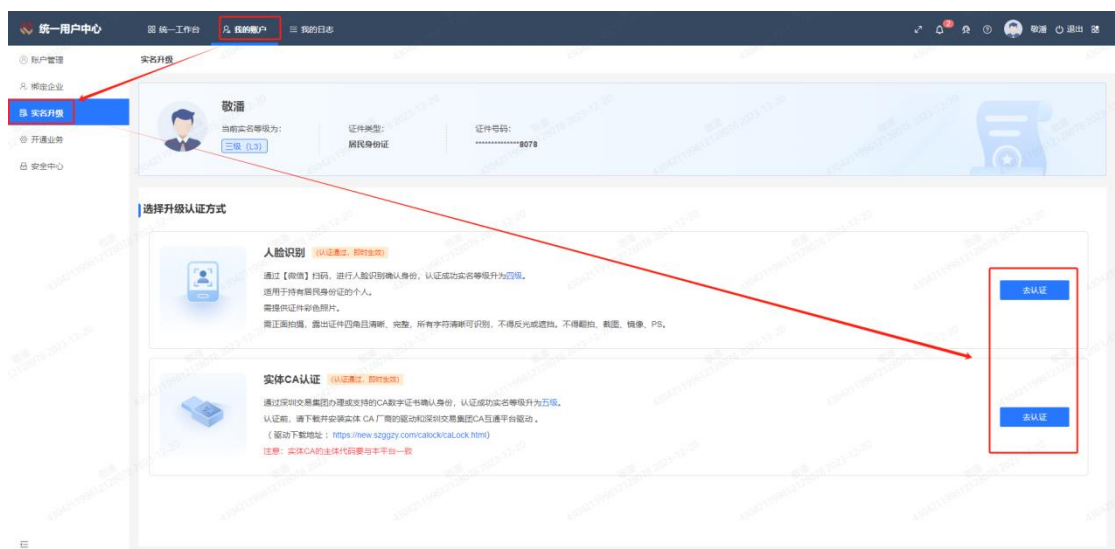 统一用户中心
统一工作台
我的账户
我的日志
2
敬潘
退出
账户管理
绑定企业
实名升级
开通业务
安全中心
实名升级
敬潘
当前实名等级为:
三级（L3）
证件类型:
居民身份证
证件号码:
**************8078
选择升级认证方式
人脸识别 (认证通过，即时生效)
通过【微信】扫码，进行人脸识别确认身份，认证成功实名等级升为四级。
适用于持有居民身份证的个人。
需提供证件彩色照片。
需正面拍摄，露出证件四角且清晰、完整，所有字符清晰可识别，不得反光或遮挡。不得翻拍、截图、镜像、PS。
去认证
实体CA认证 (认证通过，即时生效)
通过深圳交易集团办理或支持的CA数字证书确认身份，认证成功实名等级升为五级。
认证前，请下载并安装实体 CA 厂商的驱动和深圳交易集团CA互通平台驱动 。
（ 驱动下载地址 ：https://new.szggzy.com/calock/caLock.html)
注意：实体CA的主体代码要与本平台一致
去认证